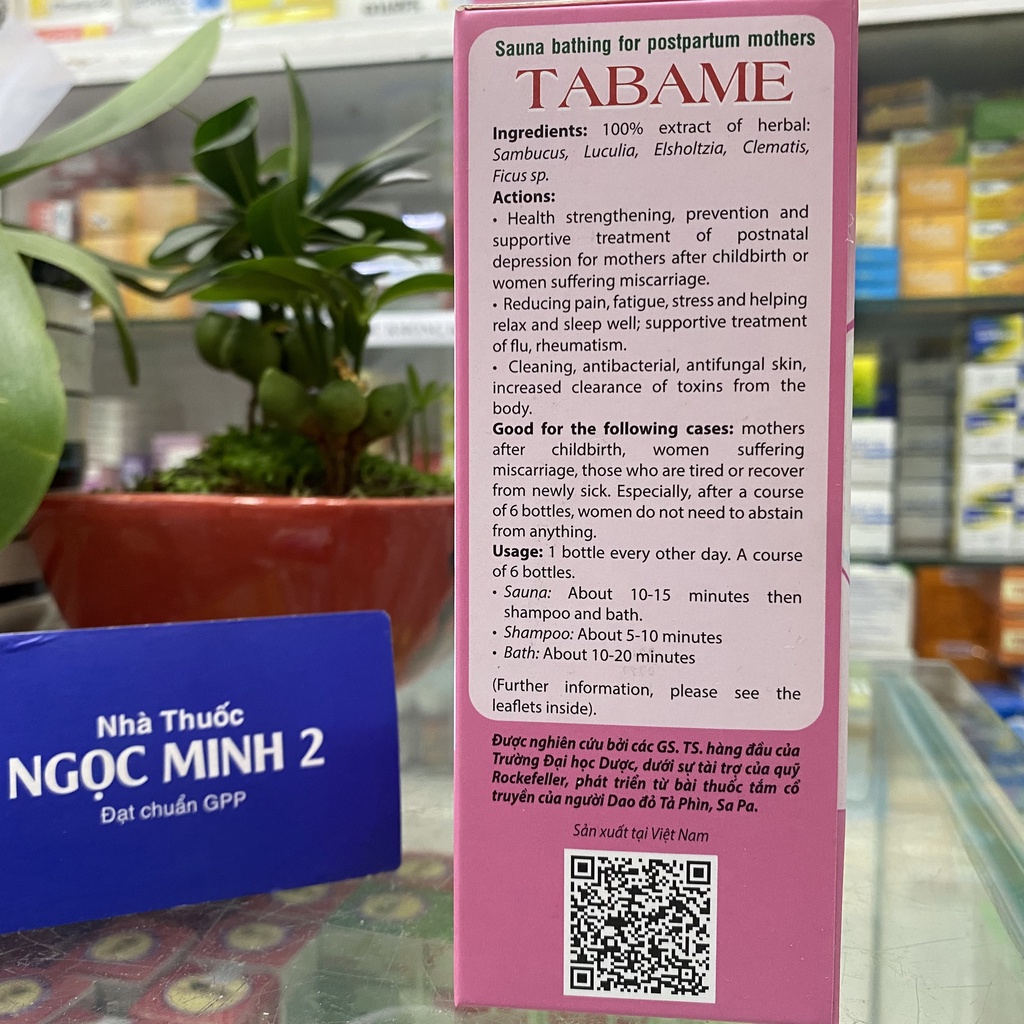 Sauna bathing for postpartum mothers
TABAME
Ingredients: 100% extract of herbal:
Sambucus, Luculia, Elsholtzia, Clematis,
Ficus sp.
Actions:
• Health strengthening, prevention and
supportive treatment of postnatal
depression for mothers after childbirth or
women suffering miscarriage.
• Reducing pain, fatigue, stress and helping
relax and sleep well; supportive treatment
of flu, rheumatism.
• Cleaning, antibacterial, antifungal skin,
increased clearance of toxins from the
body.
Good for the following cases: mothers
after childbirth, women suffering
miscarriage, those who are tired or recover
from newly sick. Especially, after a course
of 6 bottles, women do not need to abstain
from anything.
Usage: 1 bottle every other day. A course
of 6 bottles.
• Sauna: About 10-15 minutes then
shampoo and bath.
• Shampoo: About 5-10 minutes
• Bath: About 10-20 minutes
(Further information, please see the
leaflets inside).
Được nghiên cứu bởi các GS. TS. hàng đầu của
Trường Đại học Dược, dưới sự tài trợ của quỹ
Rockefeller, phát triển từ bài thuốc tắm cổ
truyền của người Dao đỏ Tả Phìn, Sa Pa.
Sản xuất tại Việt Nam
Nhà Thuốc
NGỌC MINH 2
Đạt chuẩn GPP